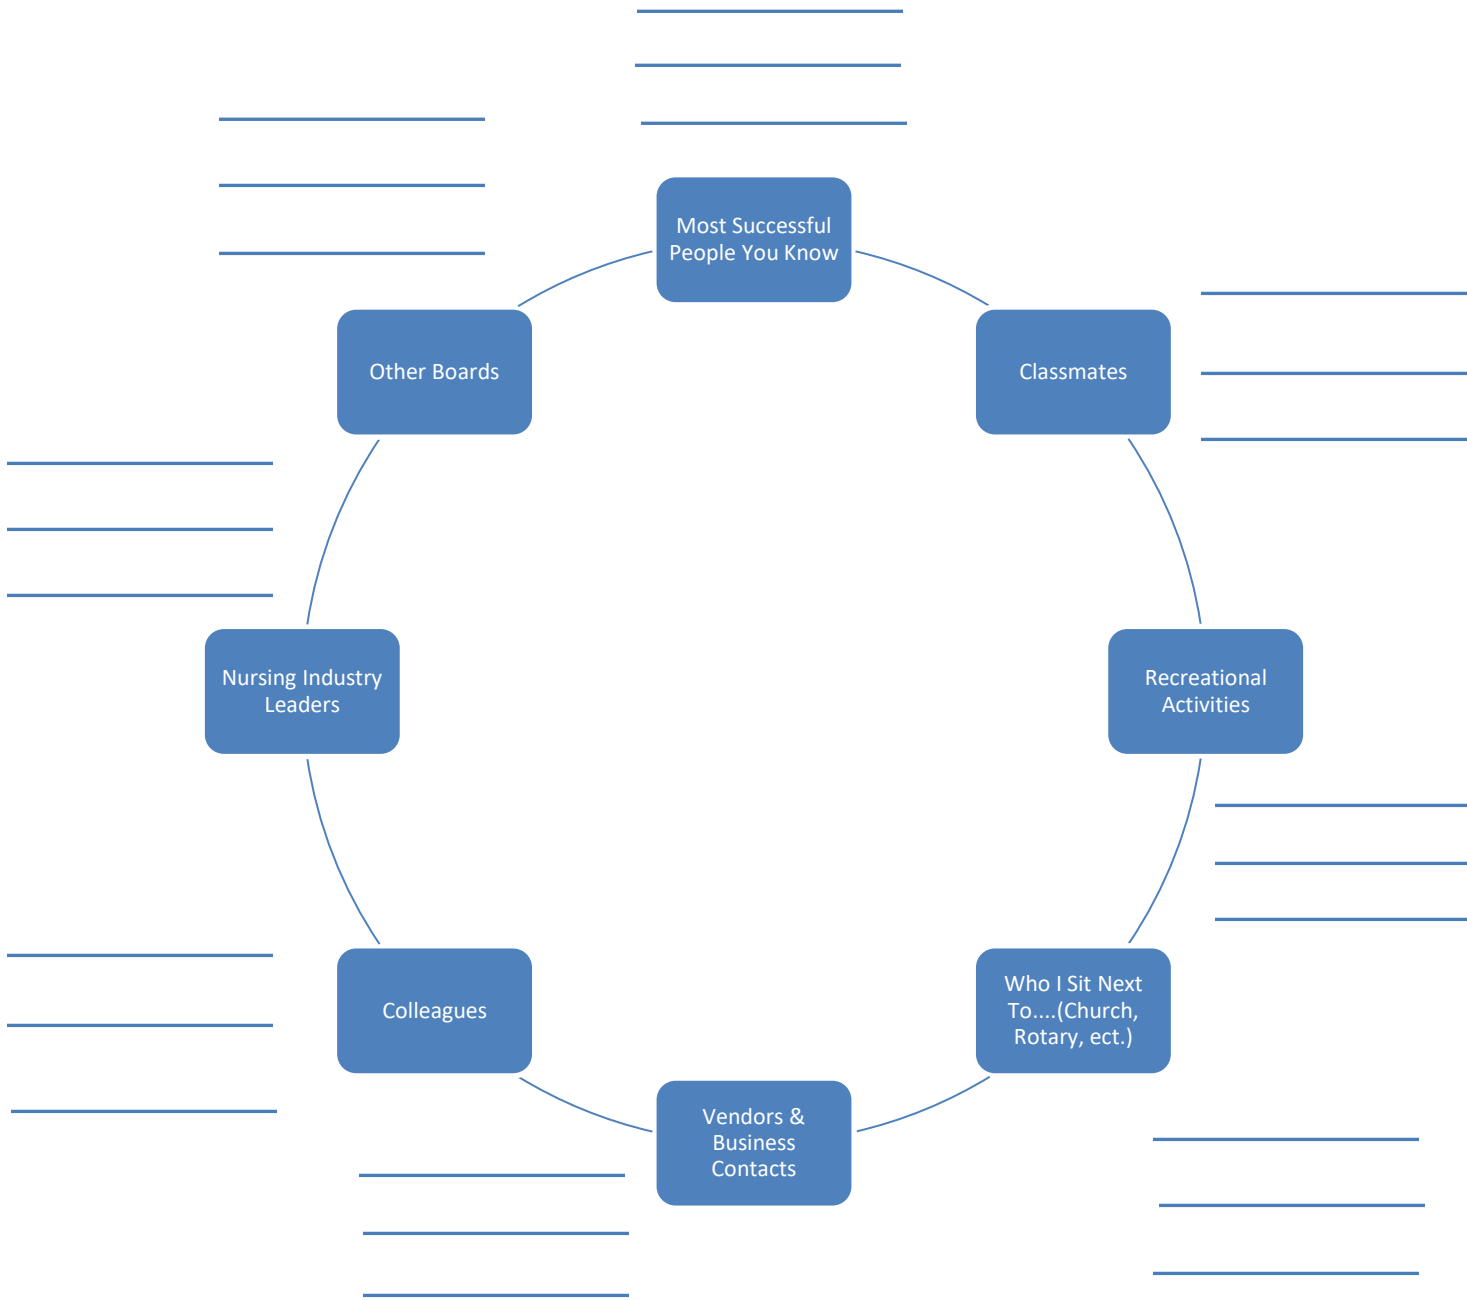 Most Successful
People You Know
Other Boards
Classmates
Nursing Industry
Leaders
Recreational
Activities
Colleagues
Who I Sit Next
To....(Church,
Rotary, ect.)
Vendors &
Business
Contacts